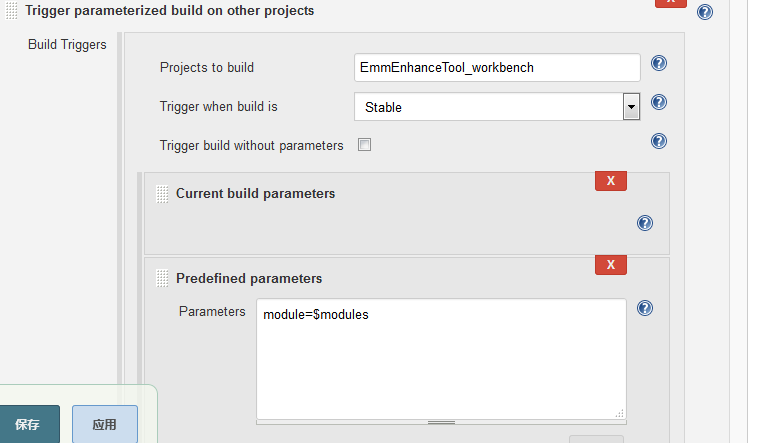 Trigger parameterized build on other projects
X
?
Build Triggers
Projects to build
EmmEnhanceTool_workbench
?
Trigger when build is
Stable
?
Trigger build without parameters
?
X
Current build parameters
?
X
Predefined parameters
Parameters
module=$modules
?
保存
应用